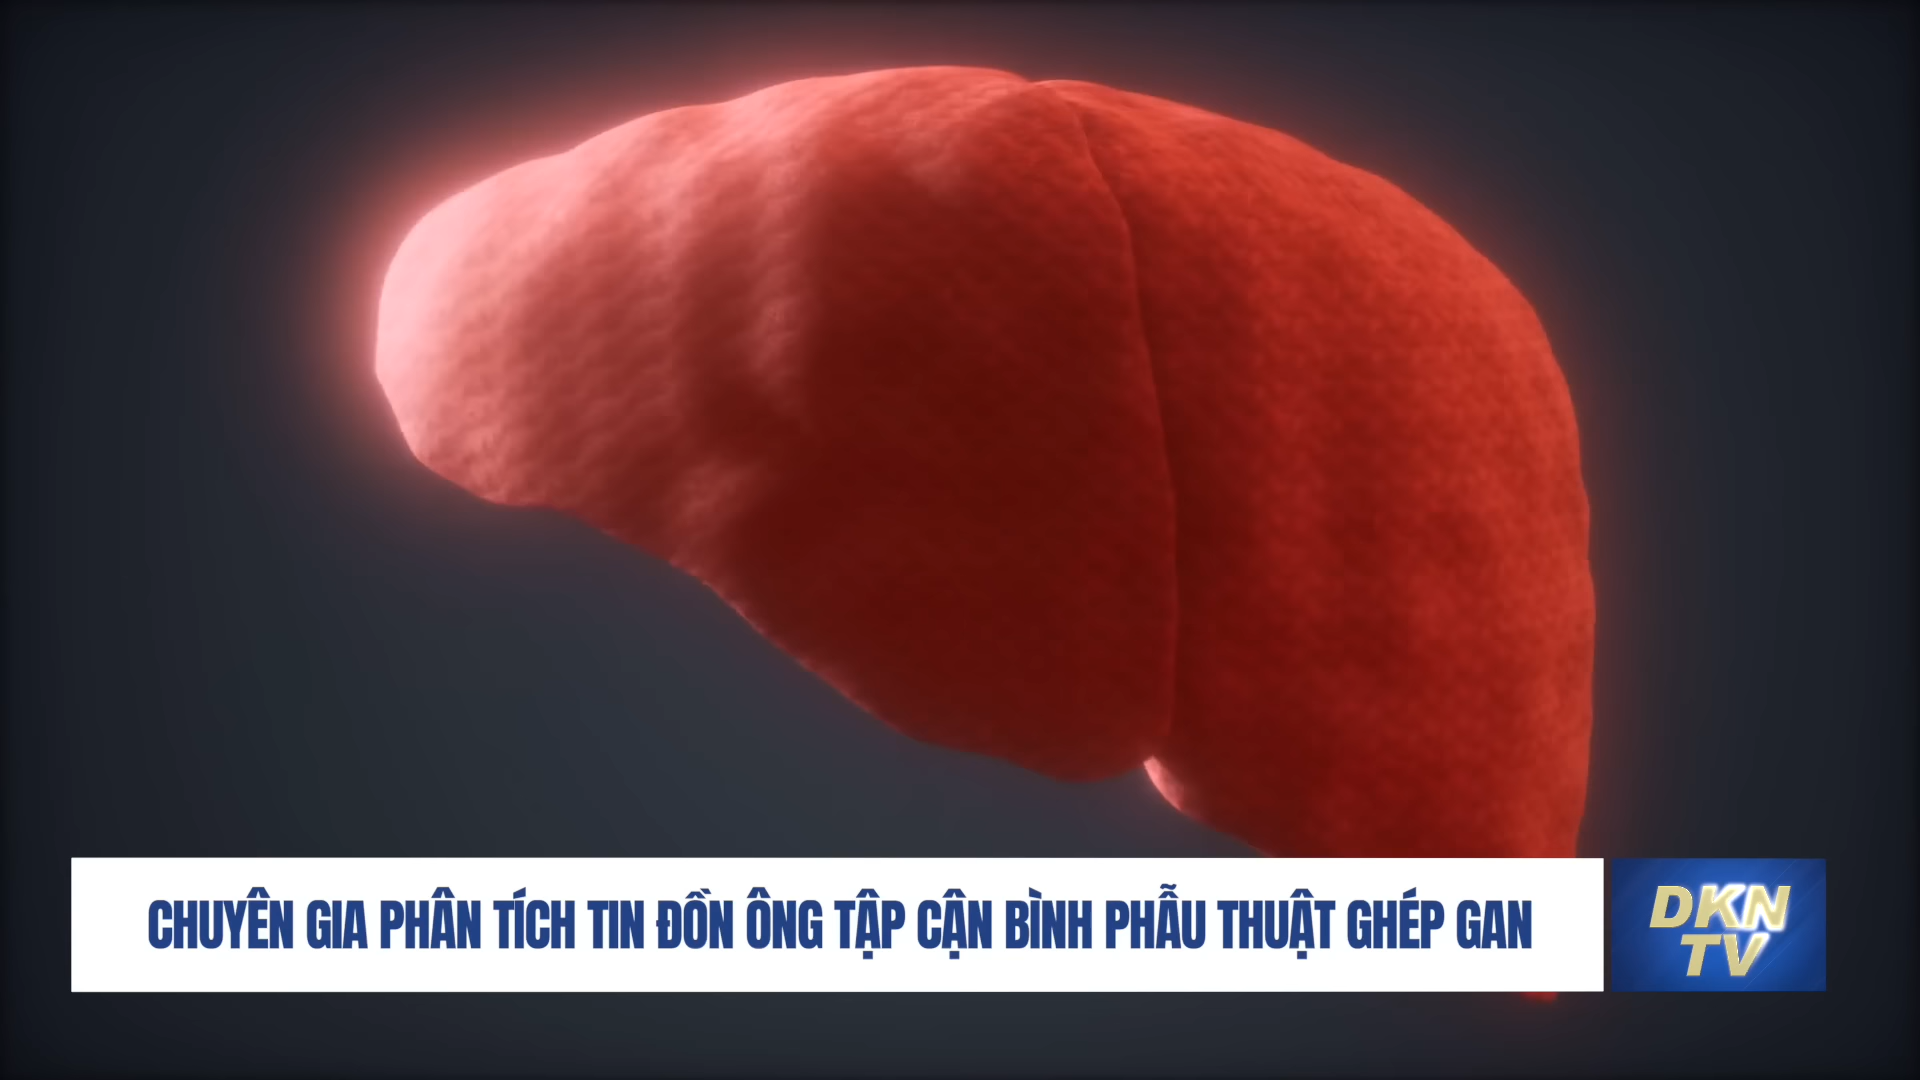 CHUYÊN GIA PHÂN TÍCH TIN ĐỒN ÔNG TẬP CẬN BÌNH PHẪU THUẬT GHÉP GAN
DKN
TV